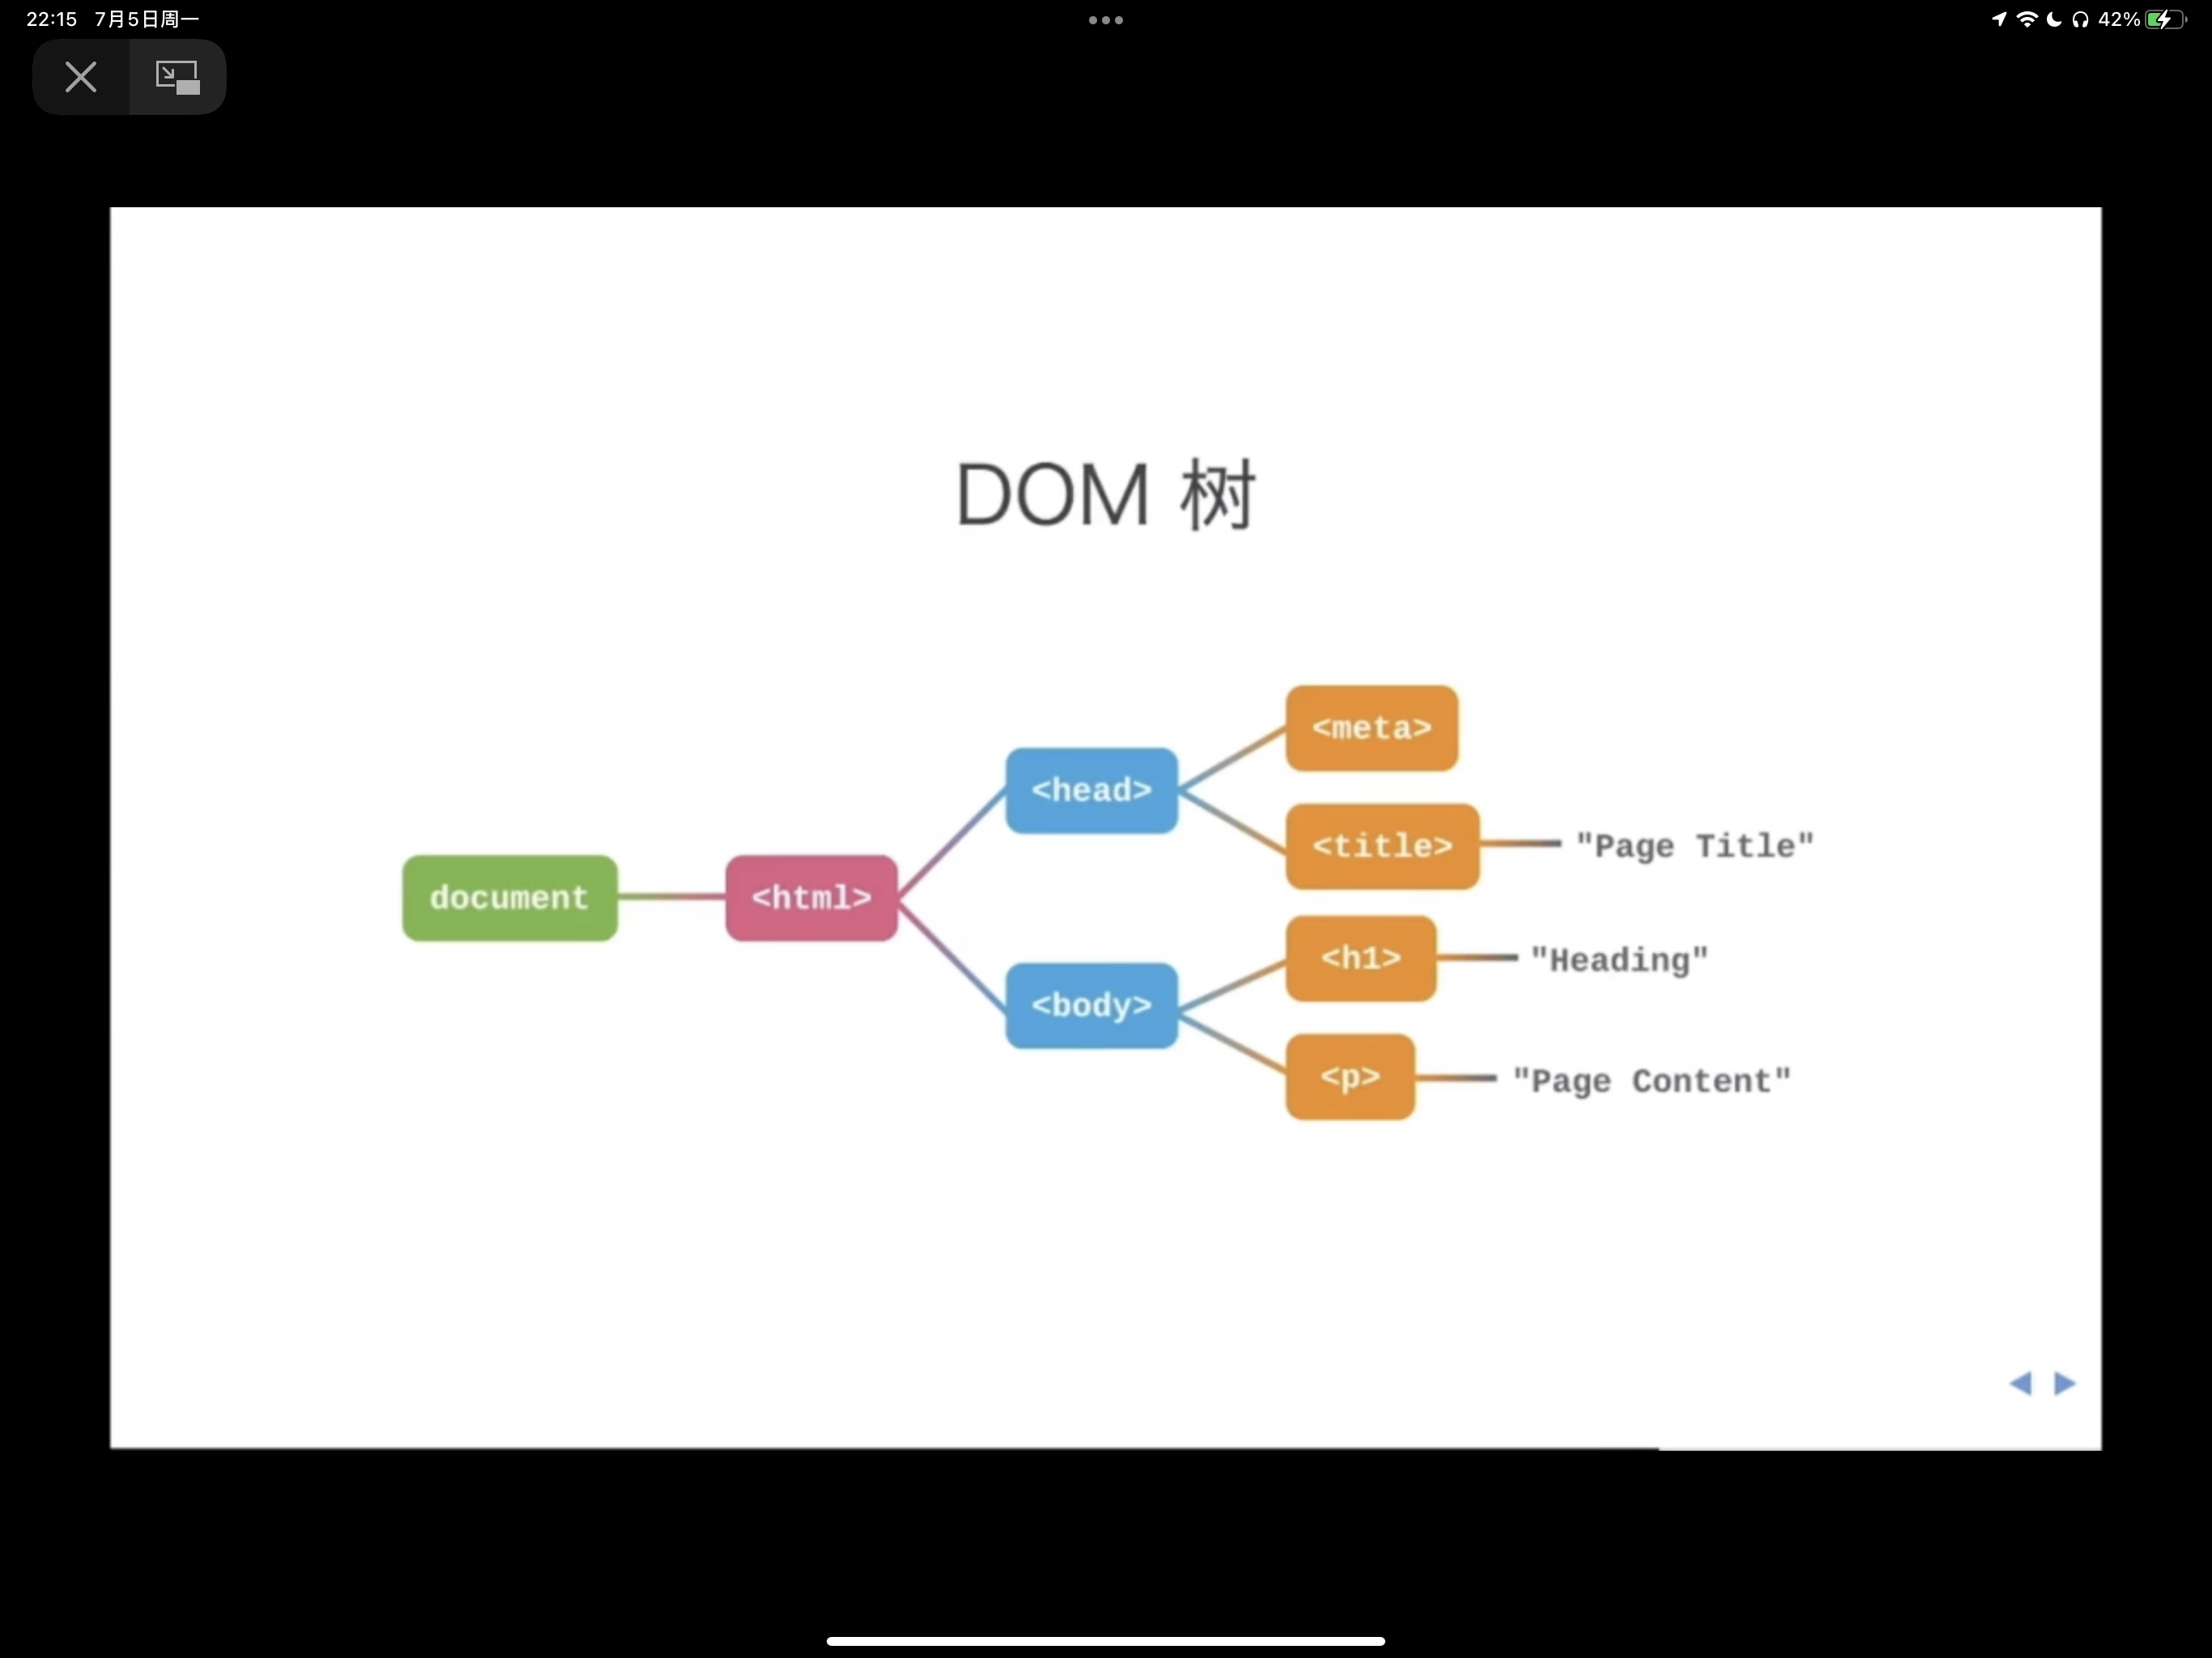 22:15 7月5日周一
42%
DOM 树
document
<html>
<head>
<body>
<meta>
<title>
"Page Title"
<h1>
"Heading"
<p>
"Page Content"